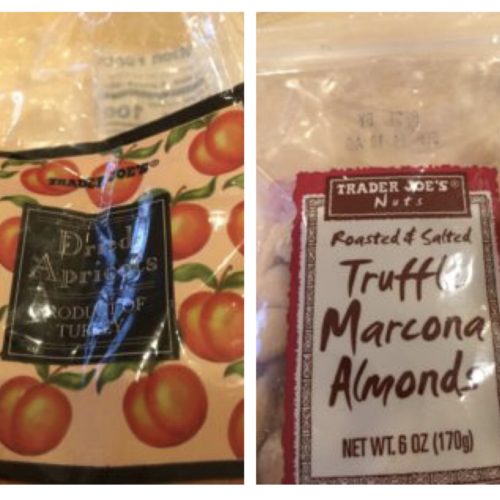 TRADER JOE'S®
Dried
Apricots
PRODUCT OF
TURKEY
TRADER JOE'S®
Nuts
Roasted & Salted
Truffle
Marcona
Almonds
NET WT. 6 OZ (170g)